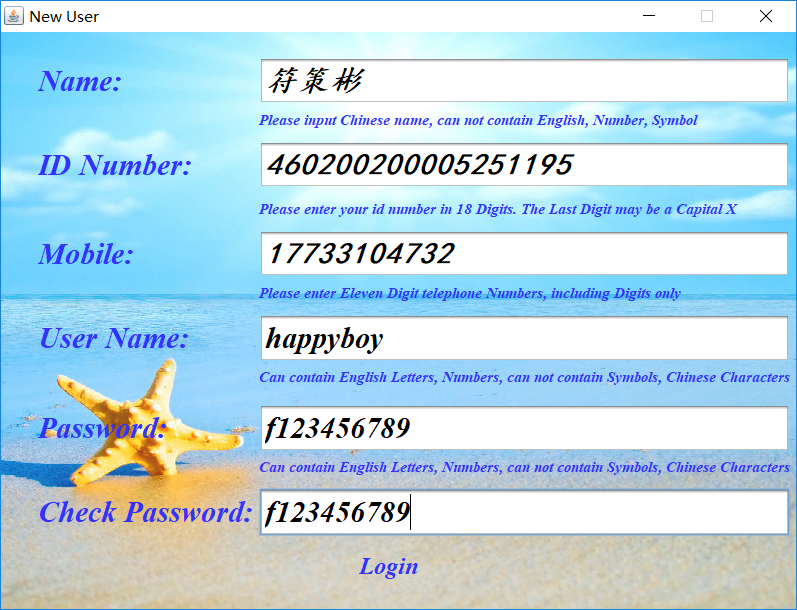 New User
Name: 符策彬
Please input Chinese name, can not contain English, Number, Symbol
ID Number: 460200200005251195
Please enter your id number in 18 Digits. The Last Digit may be a Capital X
Mobile: 17733104732
Please enter Eleven Digit telephone Numbers, including Digits only
User Name: happyboy
Can contain English Letters, Numbers, can not contain Symbols, Chinese Characters
Password: f123456789
Can contain English Letters, Numbers, can not contain Symbols, Chinese Characters
Check Password: f123456789
Login